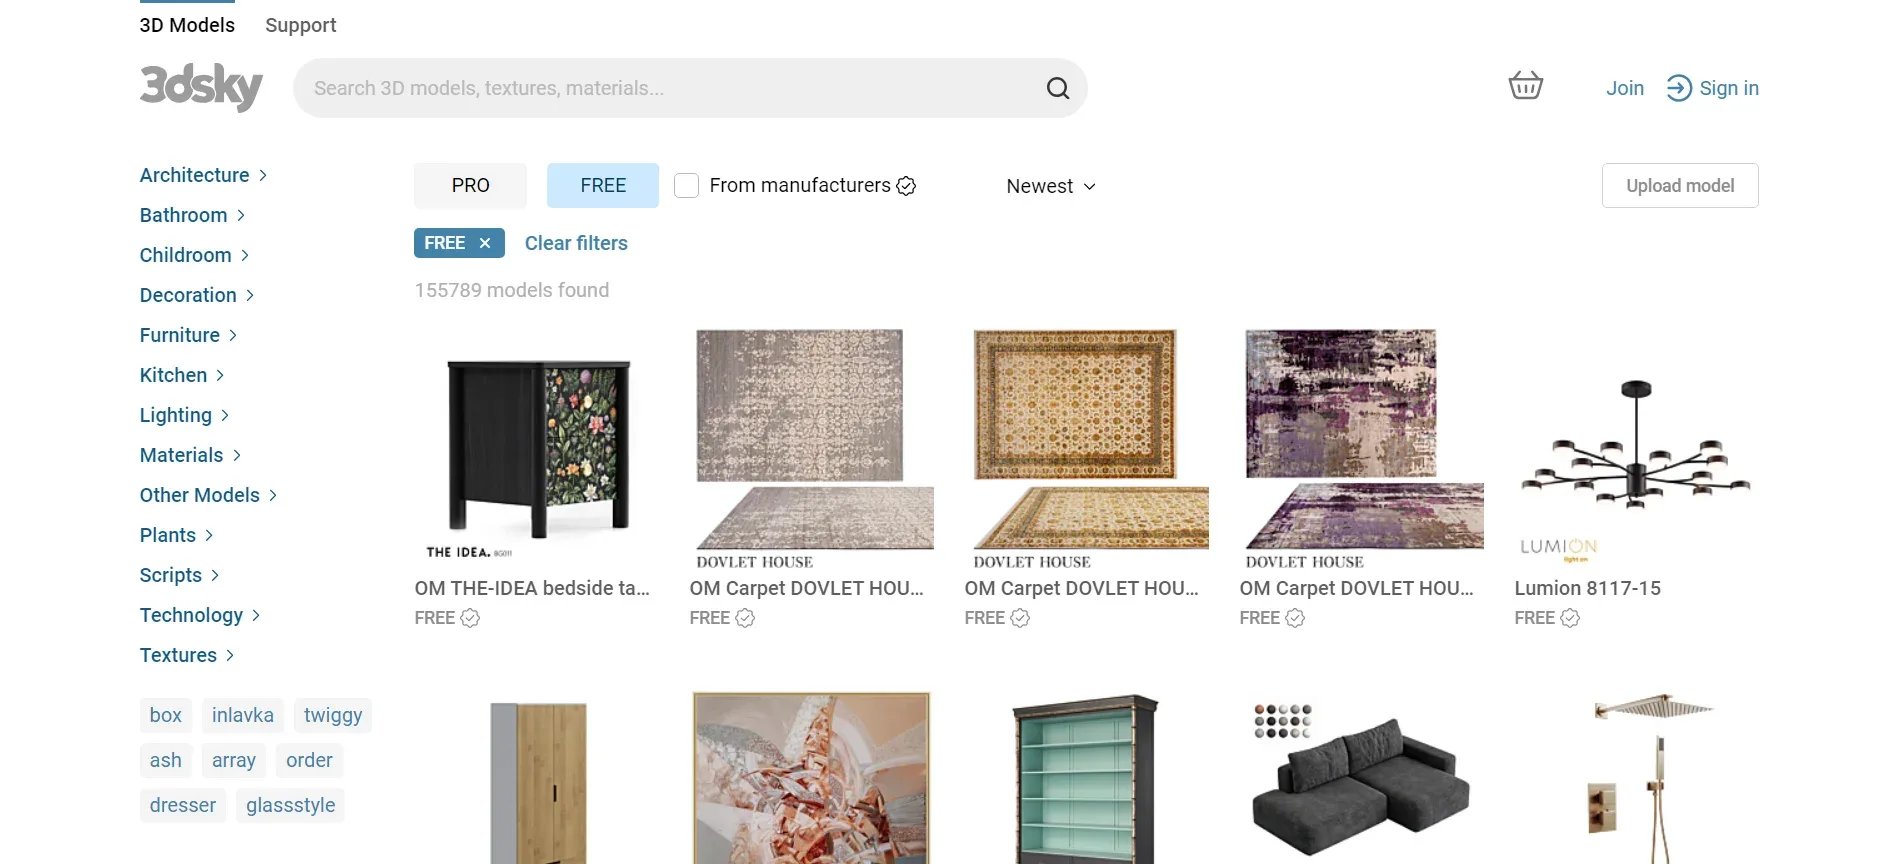 3D Models Support
3dsky
Search 3D models, textures, materials...
Join
Sign in
Architecture
Bathroom
Childroom
Decoration
Furniture
Kitchen
Lighting
Materials
Other Models
Plants
Scripts
Technology
Textures
box inlavka twiggy
ash array order
dresser glassstyle
PRO FREE From manufacturers Newest Upload model
FREE × Clear filters
155789 models found
THE IDEA. BG011
OM THE-IDEA bedside ta...
FREE
DOVLET HOUSE
OM Carpet DOVLET HOU...
FREE
DOVLET HOUSE
OM Carpet DOVLET HOU...
FREE
DOVLET HOUSE
OM Carpet DOVLET HOU...
FREE
LUMION
light on
Lumion 8117-15
FREE